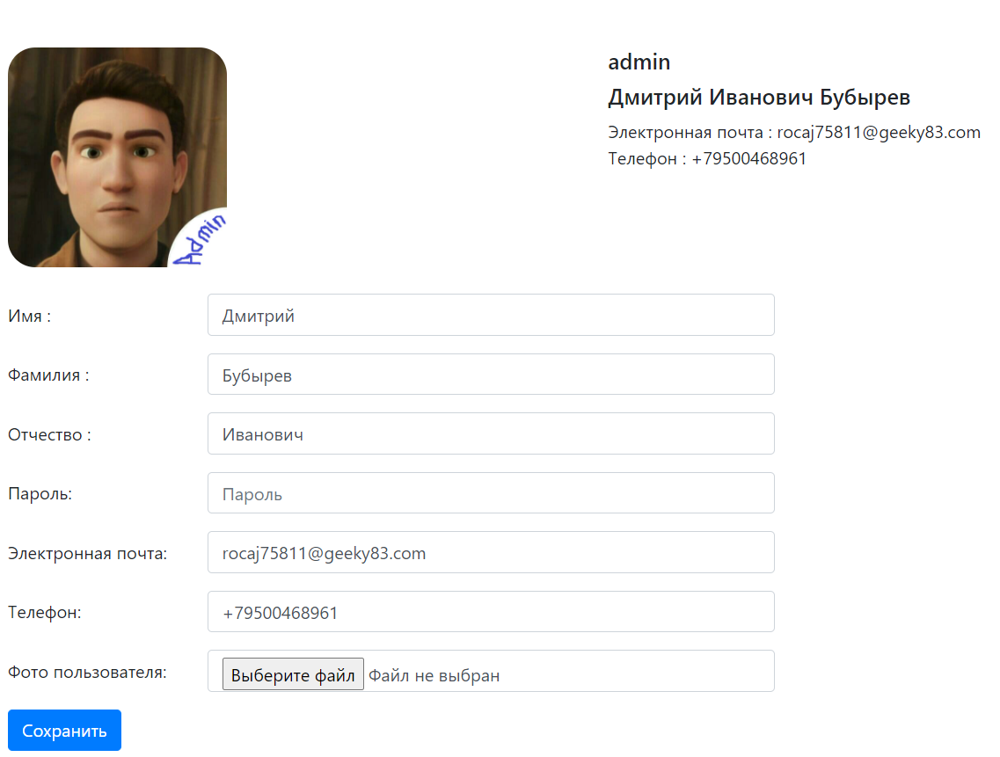 admin
Дмитрий Иванович Бубырев
Электронная почта : rocaj75811@geeky83.com
Телефон : +79500468961
Admin
Имя :
Дмитрий
Фамилия :
Бубырев
Отчество :
Иванович
Пароль:
Пароль
Электронная почта:
rocaj75811@geeky83.com
Телефон:
+79500468961
Фото пользователя:
Выберите файл Файл не выбран
Сохранить